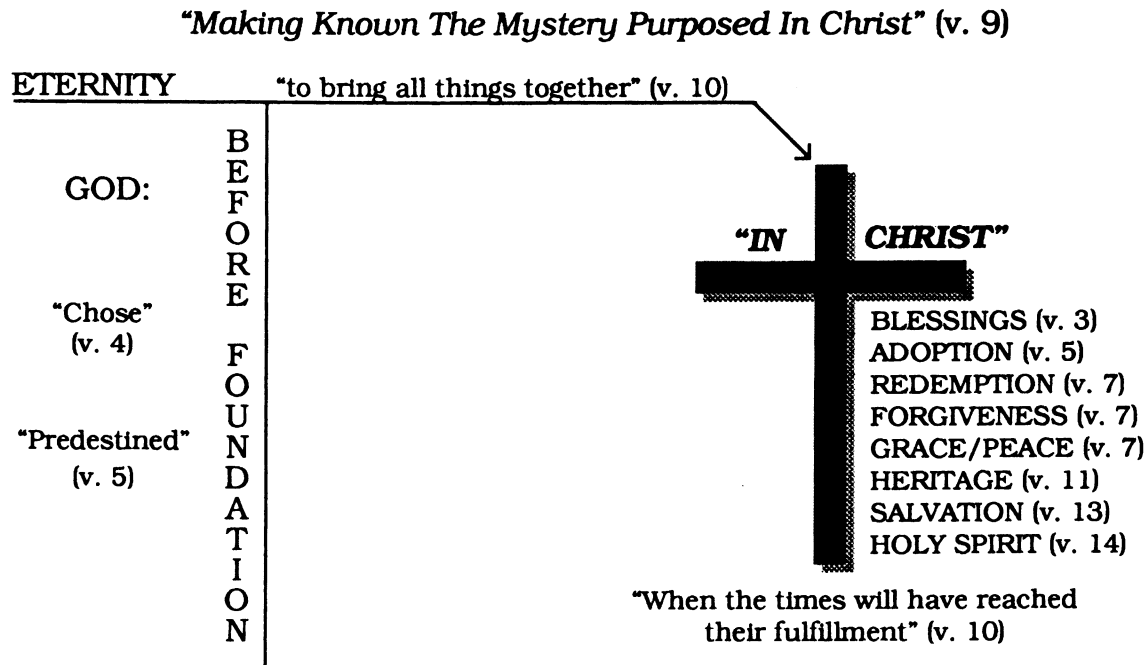 “Making Known The Mystery Purposed In Christ” (v. 9)
ETERNITY
“to bring all things together” (v. 10)
BEFORE FOUNDATION
GOD:
“Chose”
(v. 4)
“Predestined”
(v. 5)
“IN CHRIST”
BLESSINGS (v. 3)
ADOPTION (v. 5)
REDEMPTION (v. 7)
FORGIVENESS (v. 7)
GRACE/PEACE (v. 7)
HERITAGE (v. 11)
SALVATION (v. 13)
HOLY SPIRIT (v. 14)
“When the times will have reached
their fulfillment” (v. 10)